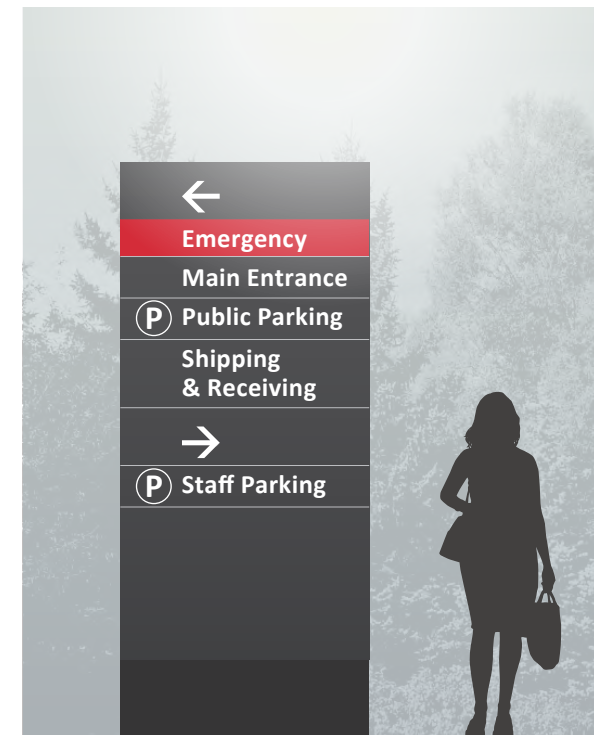 ←
Emergency
Main Entrance
P Public Parking
Shipping
& Receiving
→
P Staff Parking